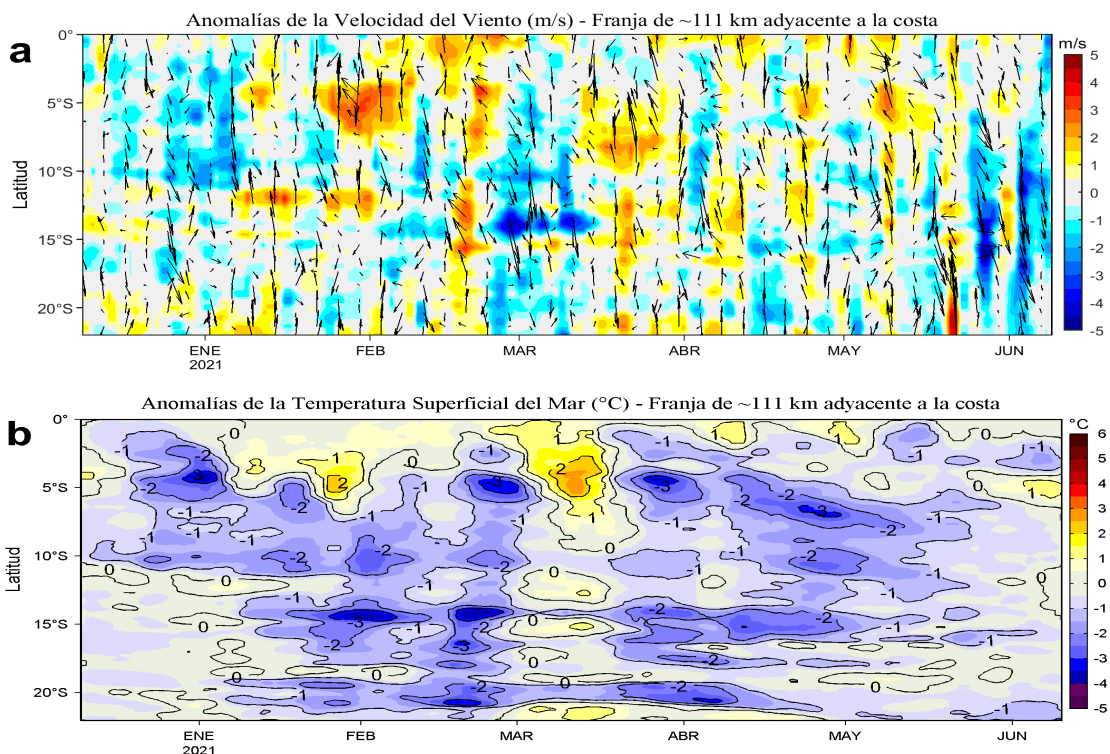 Anomalías de la Velocidad del Viento (m/s) - Franja de ~111 km adyacente a la costa
a
m/s
0°
5°S
10°S
15°S
20°S
Latitud
5
4
3
2
1
0
-1
-2
-3
-4
-5
ENE FEB MAR ABR MAY JUN
2021
Anomalías de la Temperatura Superficial del Mar (°C) - Franja de ~111 km adyacente a la costa
b
°C
0°
5°S
10°S
15°S
20°S
Latitud
6
5
4
3
2
1
0
-1
-2
-3
-4
-5
ENE FEB MAR ABR MAY JUN
2021